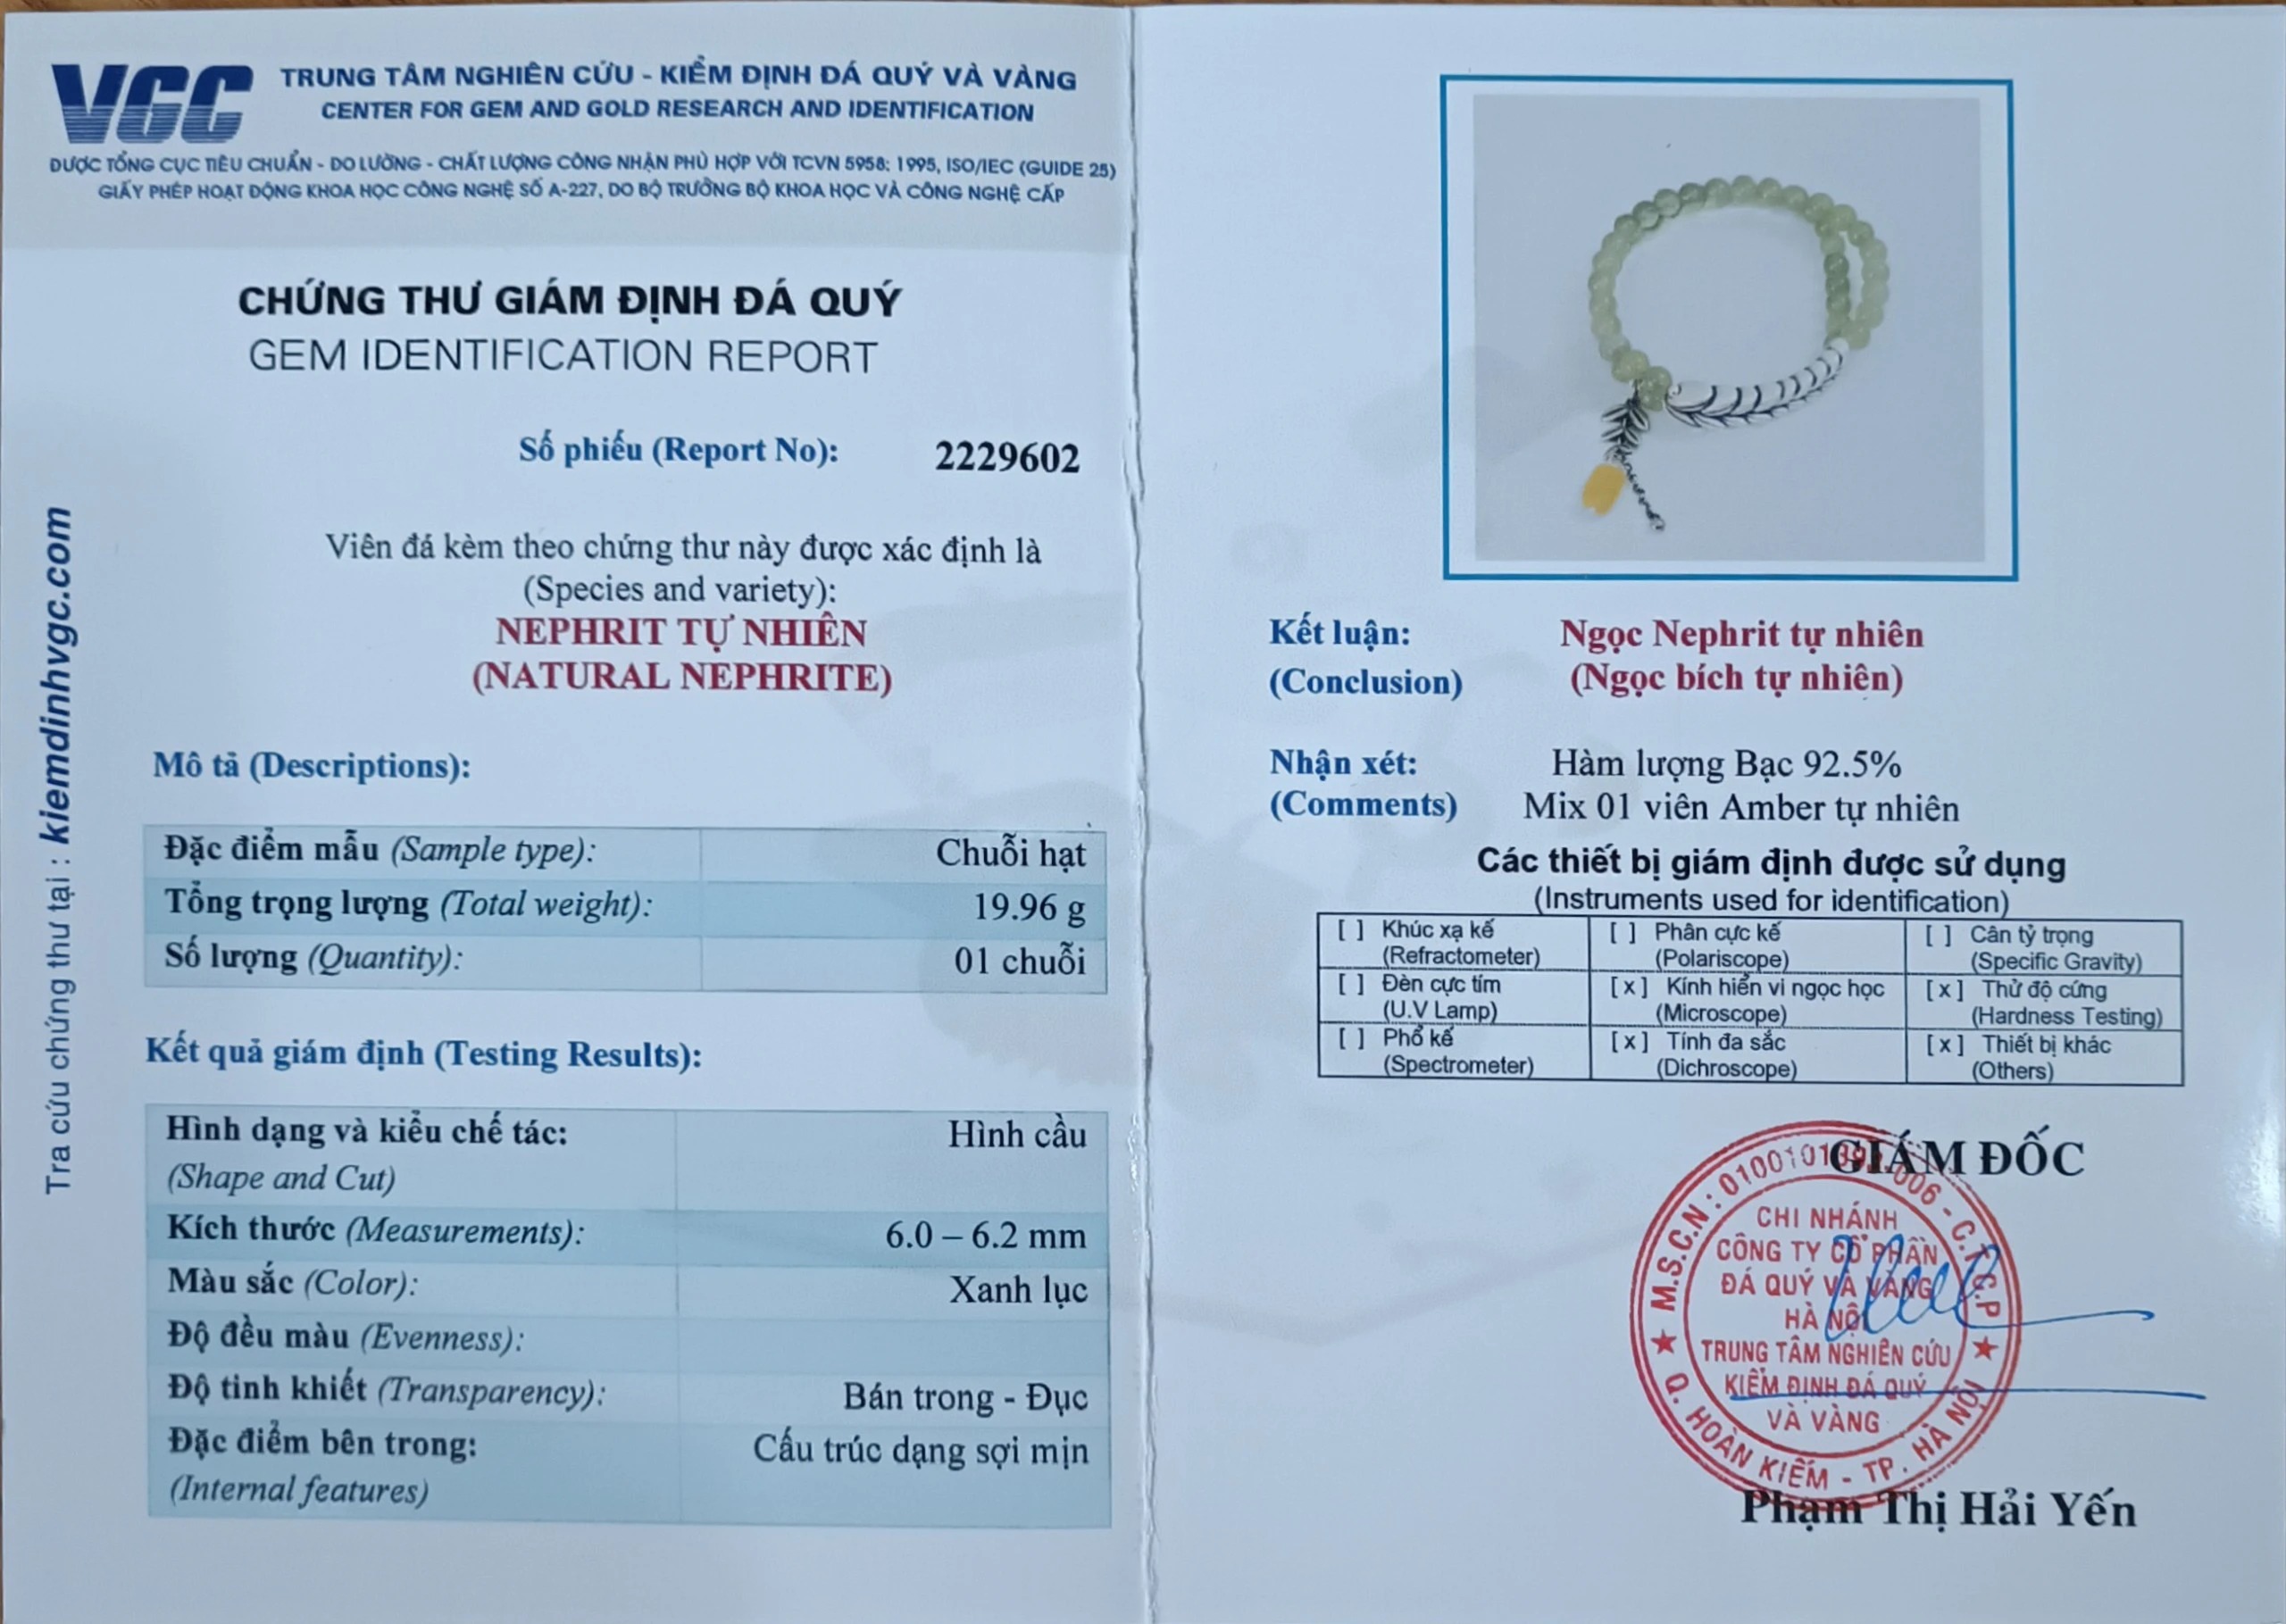 VGC
TRUNG TÂM NGHIÊN CỨU - KIỂM ĐỊNH ĐÁ QUÝ VÀ VÀNG
CENTER FOR GEM AND GOLD RESEARCH AND IDENTIFICATION
ĐƯỢC TỔNG CỤC TIÊU CHUẨN - ĐO LƯỜNG - CHẤT LƯỢNG CÔNG NHẬN PHÙ HỢP VỚI TCVN 5958: 1995, ISO/IEC (GUIDE 25)
GIẤY PHÉP HOẠT ĐỘNG KHOA HỌC CÔNG NGHỆ SỐ A-227, DO BỘ TRƯỞNG BỘ KHOA HỌC VÀ CÔNG NGHỆ CẤP
CHỨNG THƯ GIÁM ĐỊNH ĐÁ QUÝ
GEM IDENTIFICATION REPORT
Số phiếu (Report No): 2229602
Viên đá kèm theo chứng thư này được xác định là
(Species and variety):
NEPHRIT TỰ NHIÊN
(NATURAL NEPHRITE)
Mô tả (Descriptions):
Đặc điểm mẫu (Sample type): Chuỗi hạt
Tổng trọng lượng (Total weight): 19.96 g
Số lượng (Quantity): 01 chuỗi
Kết quả giám định (Testing Results):
Hình dạng và kiểu chế tác: Hình cầu
(Shape and Cut)
Kích thước (Measurements): 6.0 – 6.2 mm
Màu sắc (Color): Xanh lục
Độ đều màu (Evenness):
Độ tinh khiết (Transparency): Bán trong - Đục
Đặc điểm bên trong: Cấu trúc dạng sợi mịn
(Internal features)
Tra cứu chứng thư tại : kiemdinhvgc.com
Kết luận: Ngọc Nephrit tự nhiên
(Conclusion) (Ngọc bích tự nhiên)
Nhận xét: Hàm lượng Bạc 92.5%
(Comments) Mix 01 viên Amber tự nhiên
Các thiết bị giám định được sử dụng
(Instruments used for identification)
[ ] Khúc xạ kế [ ] Phân cực kế [ ] Cân tỷ trọng
(Refractometer) (Polariscope) (Specific Gravity)
[ ] Đèn cực tím [x] Kính hiển vi ngọc học [x] Thử độ cứng
(U.V Lamp) (Microscope) (Hardness Testing)
[ ] Phổ kế [x] Tính đa sắc [x] Thiết bị khác
(Spectrometer) (Dichroscope) (Others)
GIÁM ĐỐC
M.S.C.N: 0100101 006 - C.T.C.P
CHI NHÁNH
CÔNG TY CỔ PHẦN
ĐÁ QUÝ VÀ VÀNG
HÀ NỘI
TRUNG TÂM NGHIÊN CỨU
KIỂM ĐỊNH ĐÁ QUÝ
VÀ VÀNG
Q. HOÀN KIẾM - TP. HÀ NỘI
Phạm Thị Hải Yến